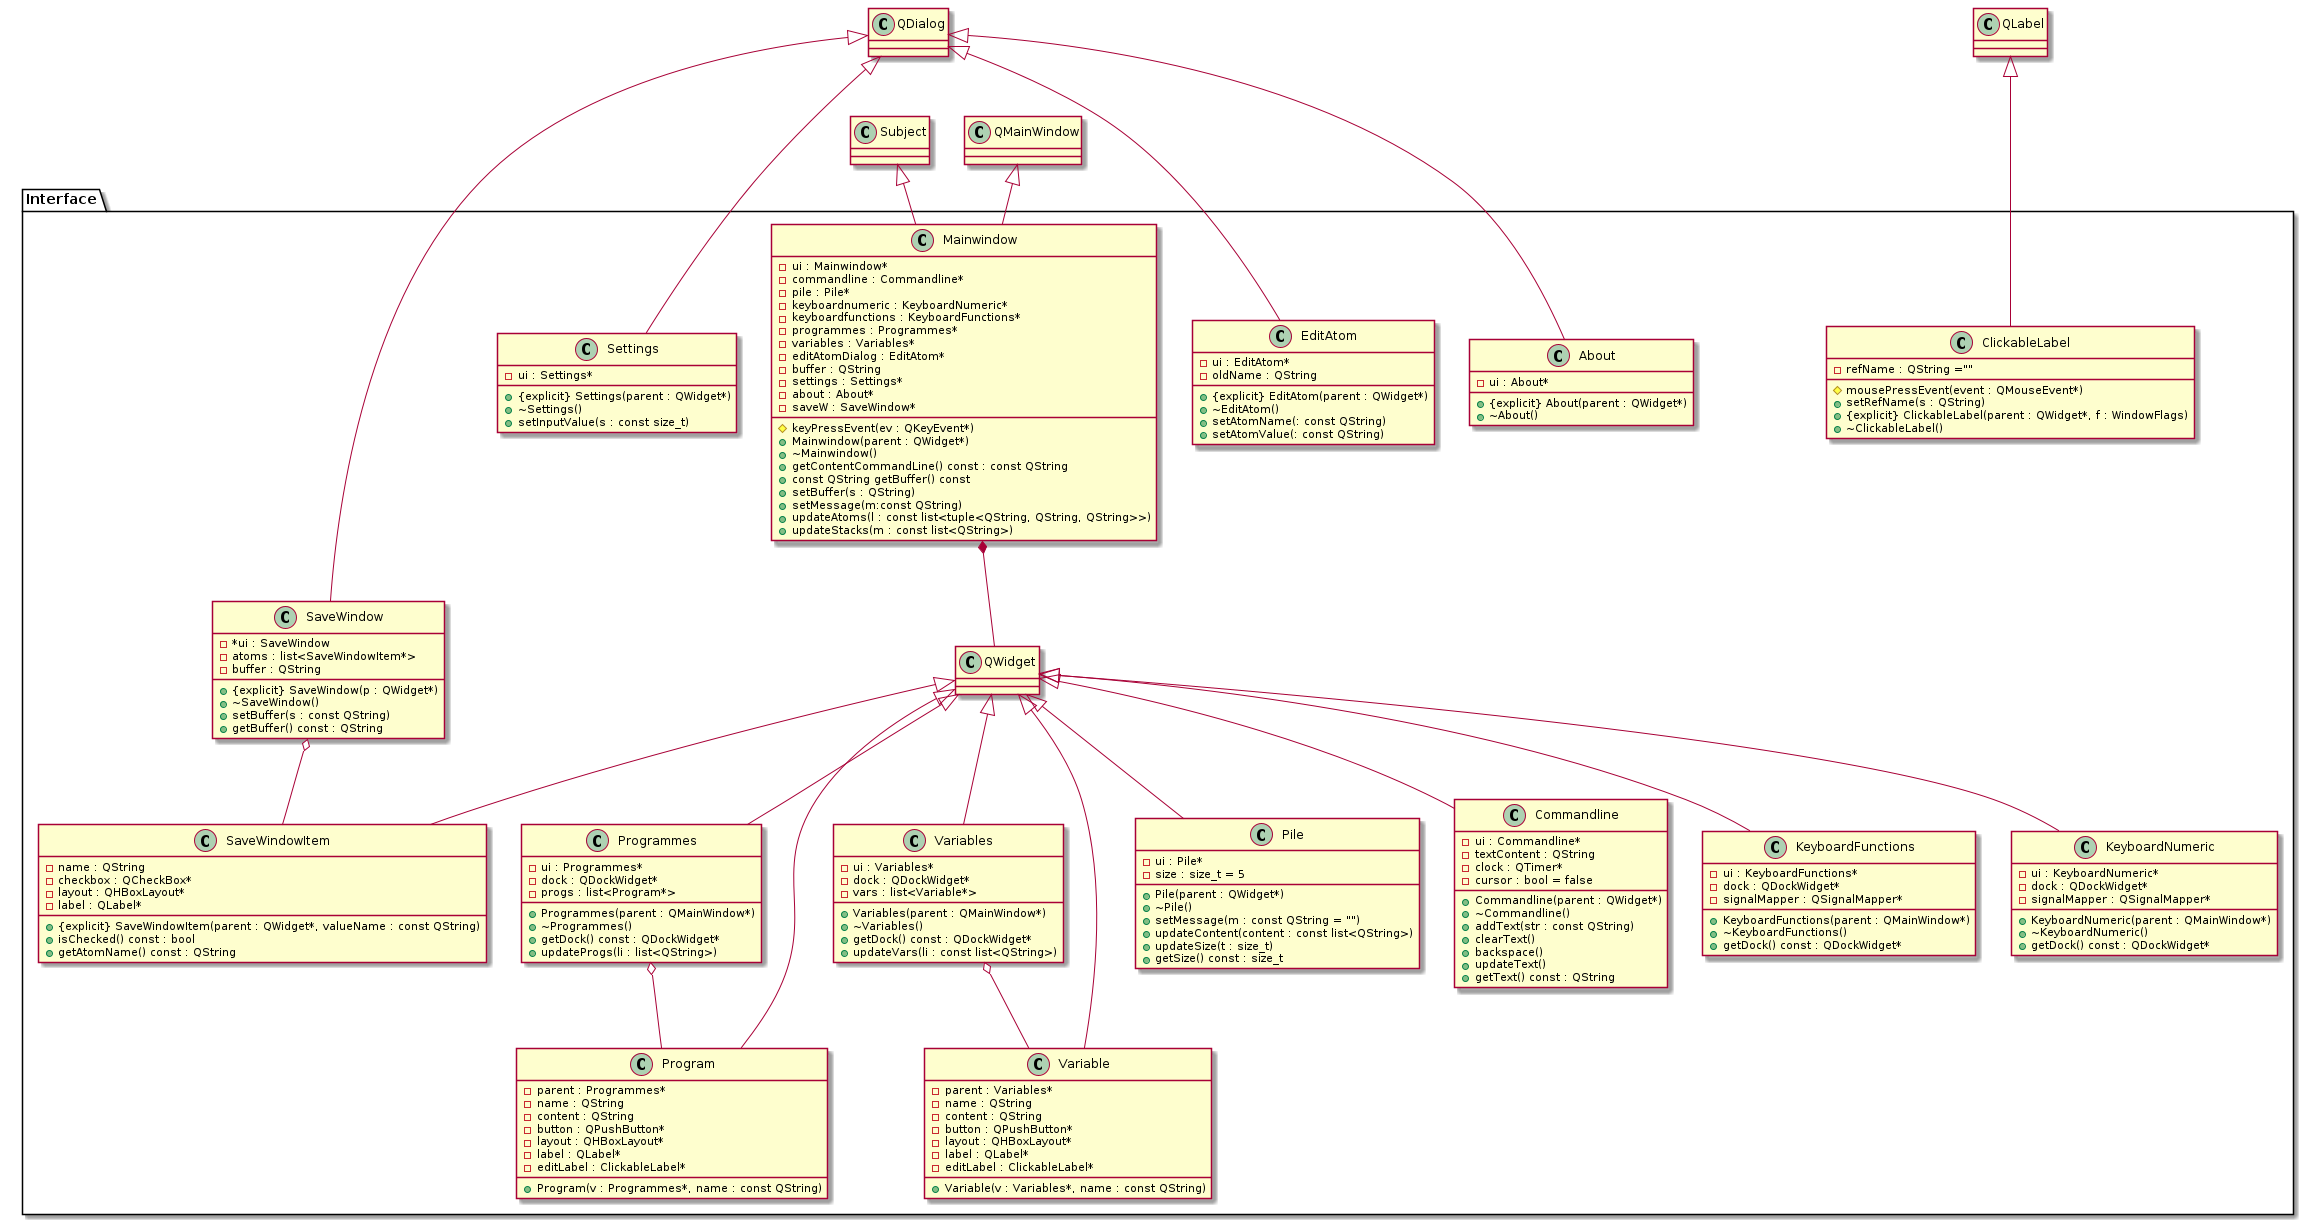 QDialog
QLabel
Subject
QMainWindow
Interface
Mainwindow
ui : Mainwindow*
commandline : Commandline*
pile : Pile*
keyboardnumeric : KeyboardNumeric*
keyboardfunctions : KeyboardFunctions*
programmes : Programmes*
variables : Variables*
editAtomDialog : EditAtom*
buffer : QString
settings : Settings*
about : About*
saveW : SaveWindow*
keyPressEvent(ev : QKeyEvent*)
Mainwindow(parent : QWidget*)
~Mainwindow()
getContentCommandLine() const : const QString
const QString getBuffer() const
setBuffer(s : QString)
setMessage(m:const QString)
updateAtoms(l : const list<tuple<QString, QString, QString>>)
updateStacks(m : const list<QString>)
Settings
ui : Settings*
{explicit} Settings(parent : QWidget*)
~Settings()
setInputValue(s : const size_t)
EditAtom
ui : EditAtom*
oldName : QString
{explicit} EditAtom(parent : QWidget*)
~EditAtom()
setAtomName(: const QString)
setAtomValue(: const QString)
About
ui : About*
{explicit} About(parent : QWidget*)
~About()
ClickableLabel
refName : QString =""
mousePressEvent(event : QMouseEvent*)
setRefName(s : QString)
{explicit} ClickableLabel(parent : QWidget*, f : WindowFlags)
~ClickableLabel()
SaveWindow
*ui : SaveWindow
atoms : list<SaveWindowItem*>
buffer : QString
{explicit} SaveWindow(p : QWidget*)
~SaveWindow()
setBuffer(s : const QString)
getBuffer() const : QString
QWidget
SaveWindowItem
name : QString
checkbox : QCheckBox*
layout : QHBoxLayout*
label : QLabel*
{explicit} SaveWindowItem(parent : QWidget*, valueName : const QString)
isChecked() const : bool
getAtomName() const : QString
Programmes
ui : Programmes*
dock : QDockWidget*
progs : list<Program*>
Programmes(parent : QMainWindow*)
~Programmes()
getDock() const : QDockWidget*
updateProgs(li : list<QString>)
Variables
ui : Variables*
dock : QDockWidget*
vars : list<Variable*>
Variables(parent : QMainWindow*)
~Variables()
getDock() const : QDockWidget*
updateVars(li : const list<QString>)
Pile
ui : Pile*
size : size_t = 5
Pile(parent : QWidget*)
~Pile()
setMessage(m : const QString = "")
updateContent(content : const list<QString>)
updateSize(t : size_t)
getSize() const : size_t
Commandline
ui : Commandline*
textContent : QString
clock : QTimer*
cursor : bool = false
Commandline(parent : QWidget*)
~Commandline()
addText(str : const QString)
clearText()
backspace()
updateText()
getText() const : QString
KeyboardFunctions
ui : KeyboardFunctions*
dock : QDockWidget*
signalMapper : QSignalMapper*
KeyboardFunctions(parent : QMainWindow*)
~KeyboardFunctions()
getDock() const : QDockWidget*
KeyboardNumeric
ui : KeyboardNumeric*
dock : QDockWidget*
signalMapper : QSignalMapper*
KeyboardNumeric(parent : QMainWindow*)
~KeyboardNumeric()
getDock() const : QDockWidget*
Program
parent : Programmes*
name : QString
content : QString
button : QPushButton*
layout : QHBoxLayout*
label : QLabel*
editLabel : ClickableLabel*
Program(v : Programmes*, name : const QString)
Variable
parent : Variables*
name : QString
content : QString
button : QPushButton*
layout : QHBoxLayout*
label : QLabel*
editLabel : ClickableLabel*
Variable(v : Variables*, name : const QString)